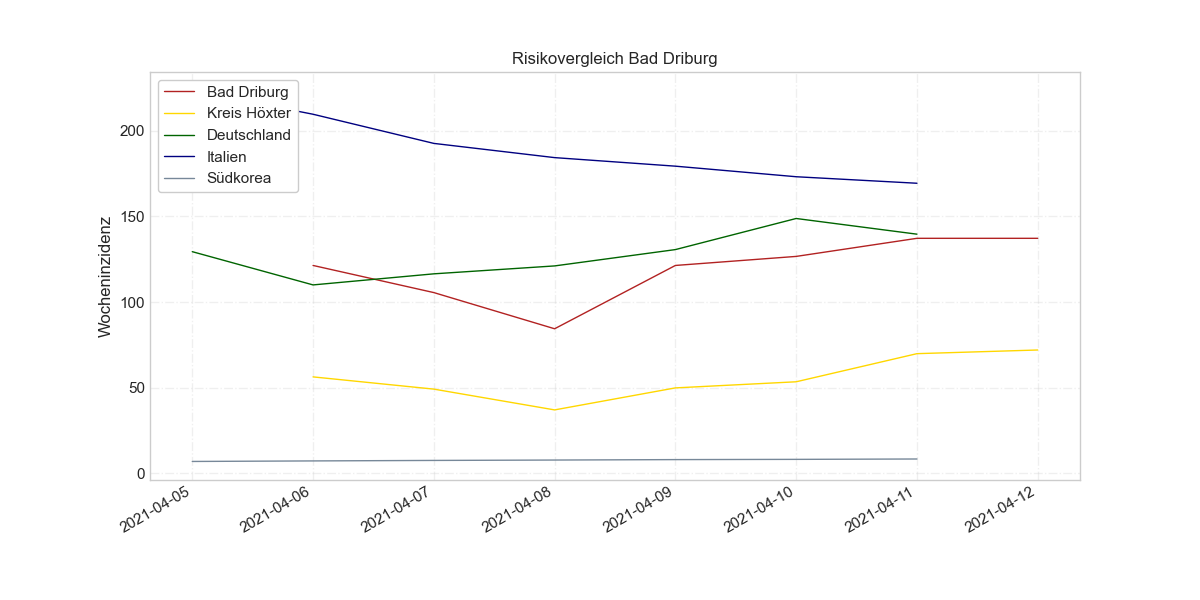 Risikovergleich Bad Driburg
Bad Driburg
Kreis Höxter
Deutschland
Italien
Südkorea
Wocheninzidenz
200
150
100
50
0
2021-04-05
2021-04-06
2021-04-07
2021-04-08
2021-04-09
2021-04-10
2021-04-11
2021-04-12